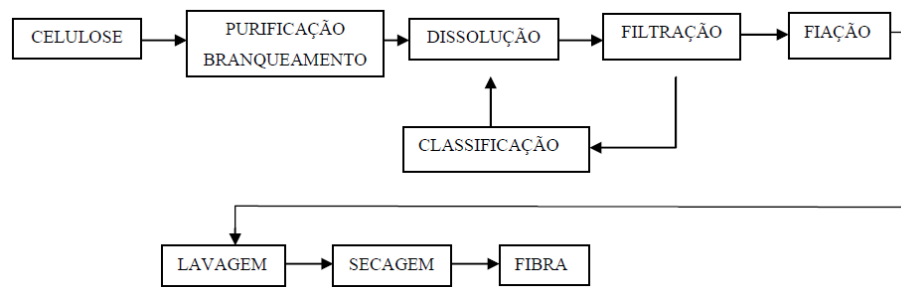 CELULOSE
PURIFICAÇÃO
BRANQUEAMENTO
DISSOLUÇÃO
FILTRAÇÃO
FIAÇÃO
CLASSIFICAÇÃO
LAVAGEM
SECAGEM
FIBRA